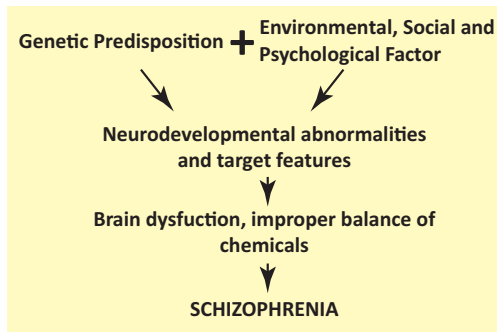 Genetic Predisposition + Environmental, Social and
Psychological Factor
Neurodevelopmental abnormalities
and target features
Brain dysfuction, improper balance of
chemicals
SCHIZOPHRENIA